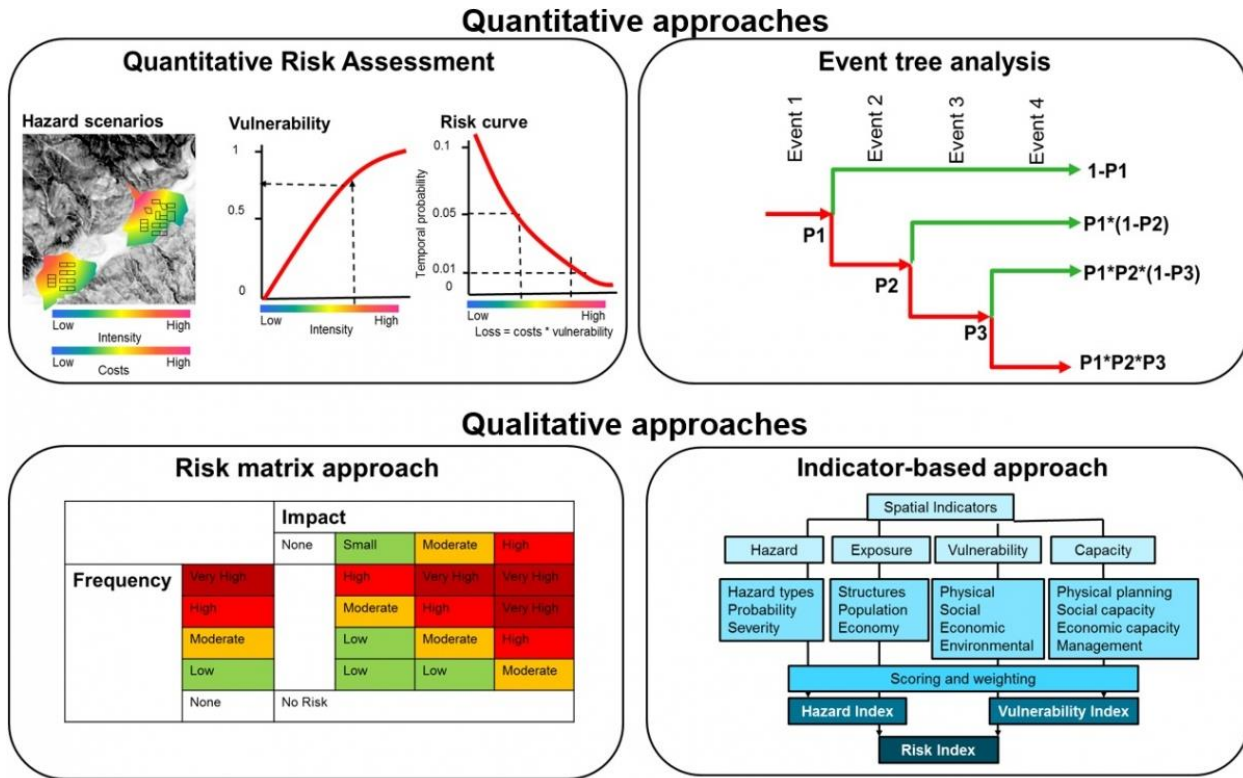 Quantitative approaches
Quantitative Risk Assessment
Hazard scenarios
Low
High
Intensity
Low
High
Costs
Vulnerability
1
0.5
0
Low
High
Intensity
Risk curve
Temporal probability
0.1
0.05
0.01
0
Low
High
Loss = costs * vulnerability
Event tree analysis
Event 1
Event 2
Event 3
Event 4
1-P1
P1
P1*(1-P2)
P2
P1*P2*(1-P3)
P3
P1*P2*P3
Qualitative approaches
Risk matrix approach
Impact
None Small Moderate High
Frequency Very High High Very High Very High
High Moderate High Very High
Moderate Low Moderate High
Low Low Low Moderate
None No Risk
Indicator-based approach
Spatial Indicators
Hazard
Exposure
Vulnerability
Capacity
Hazard types
Probability
Severity
Structures
Population
Economy
Physical
Social
Economic
Environmental
Physical planning
Social capacity
Economic capacity
Management
Scoring and weighting
Hazard Index
Vulnerability Index
Risk Index